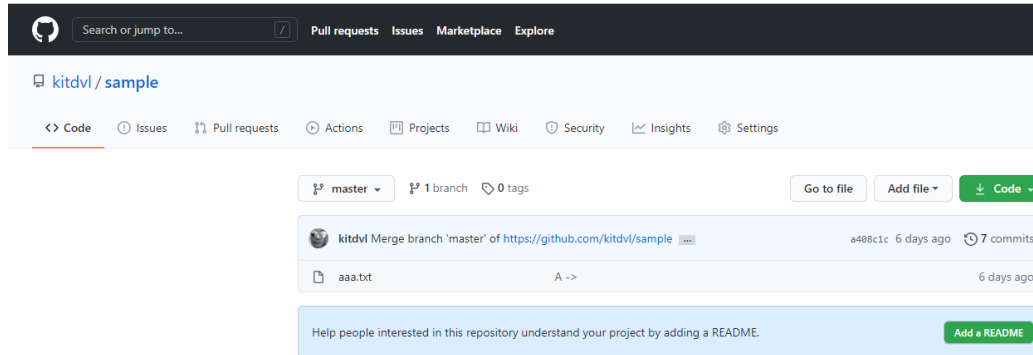 Search or jump to... / Pull requests Issues Marketplace Explore
kitdvl / sample
<> Code Issues Pull requests Actions Projects Wiki Security Insights Settings
master 1 branch 0 tags Go to file Add file Code
kitdvl Merge branch 'master' of https://github.com/kitdvl/sample ... a408c1c 6 days ago 7 commits
aaa.txt A -> 6 days ago
Help people interested in this repository understand your project by adding a README. Add a README